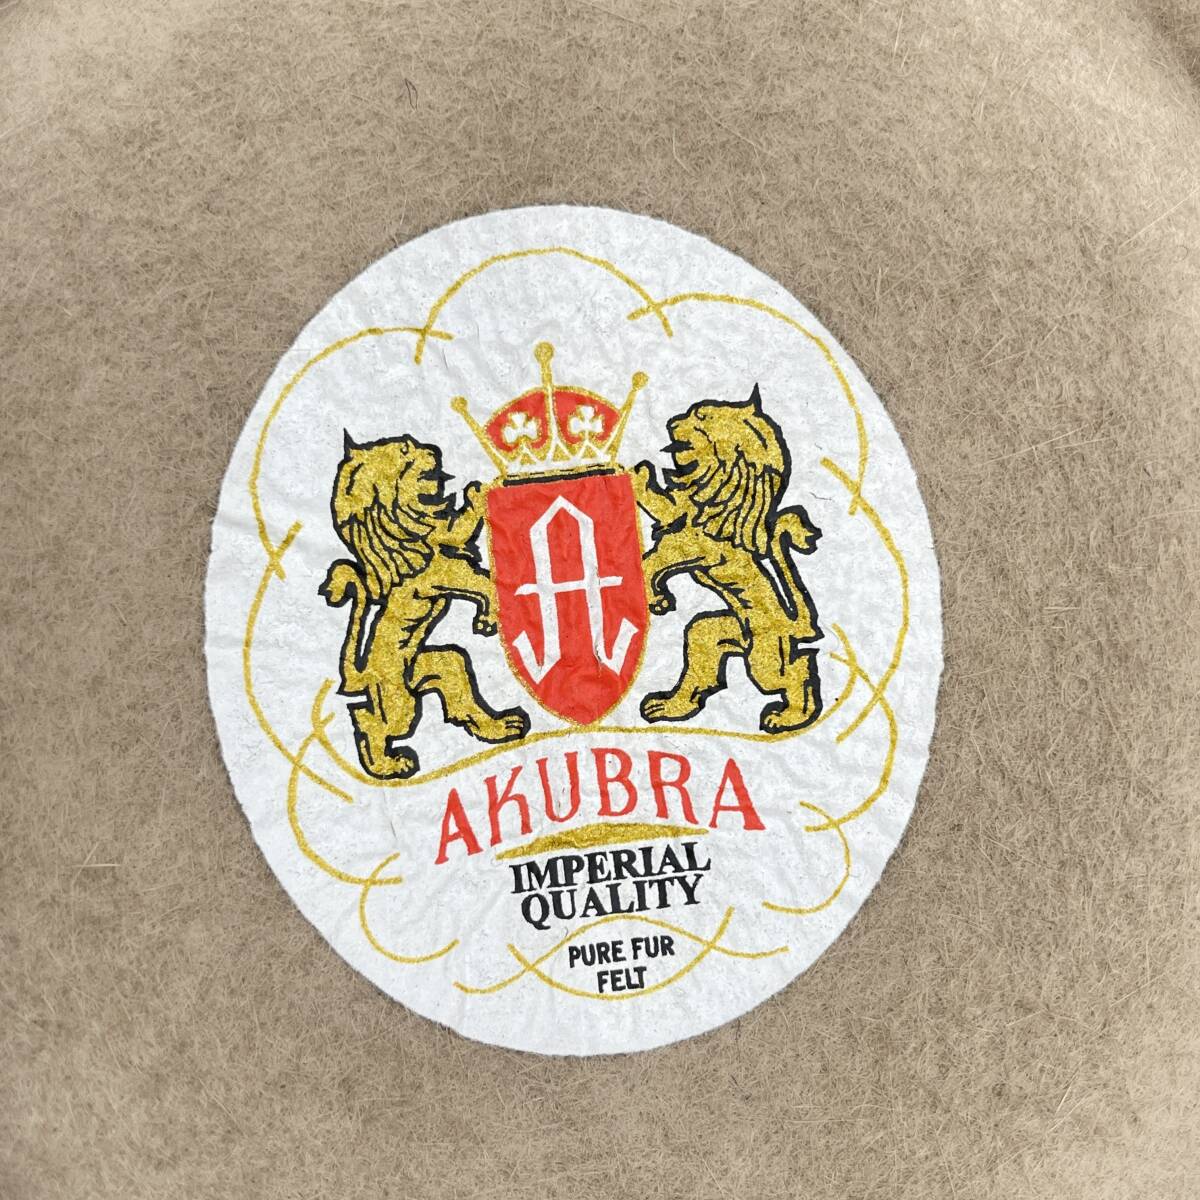 A
AKUBRA
IMPERIAL
QUALITY
PURE FUR
FELT